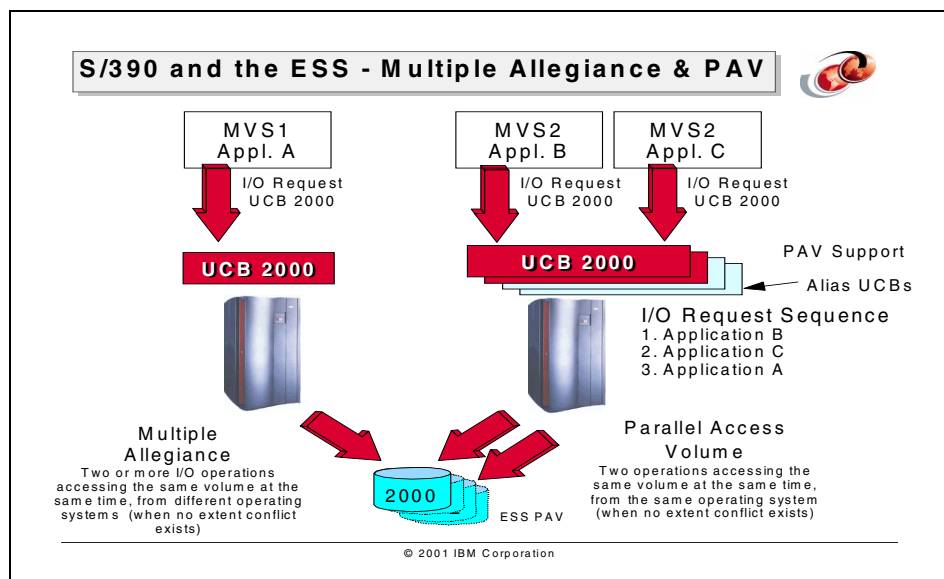 S/390 and the ESS - Multiple Allegiance & PAV
MVS1
Appl. A
MVS2
Appl. B
MVS2
Appl. C
I/O Request
UCB 2000
I/O Request
UCB 2000
I/O Request
UCB 2000
UCB 2000
UCB 2000
PAV Support
Alias UCBs
I/O Request Sequence
1. Application B
2. Application C
3. Application A
Multiple
Allegiance
Two or more I/O operations
accessing the same volume at the
same time, from different operating
systems (when no extent conflict
exists)
2000
ESS PAV
Parallel Access
Volume
Two operations accessing the
same volume at the same time,
from the same operating system
(when no extent conflict exists)
© 2001 IBM Corporation